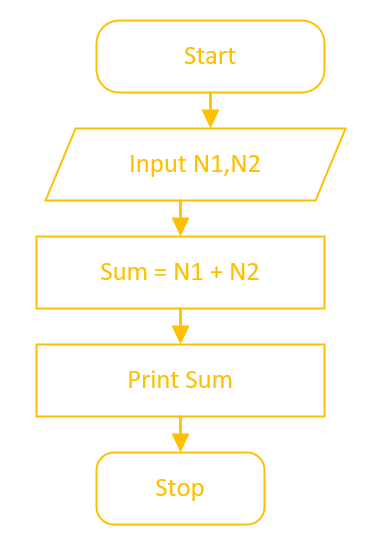 Start
Input N1,N2
Sum = N1 + N2
Print Sum
Stop